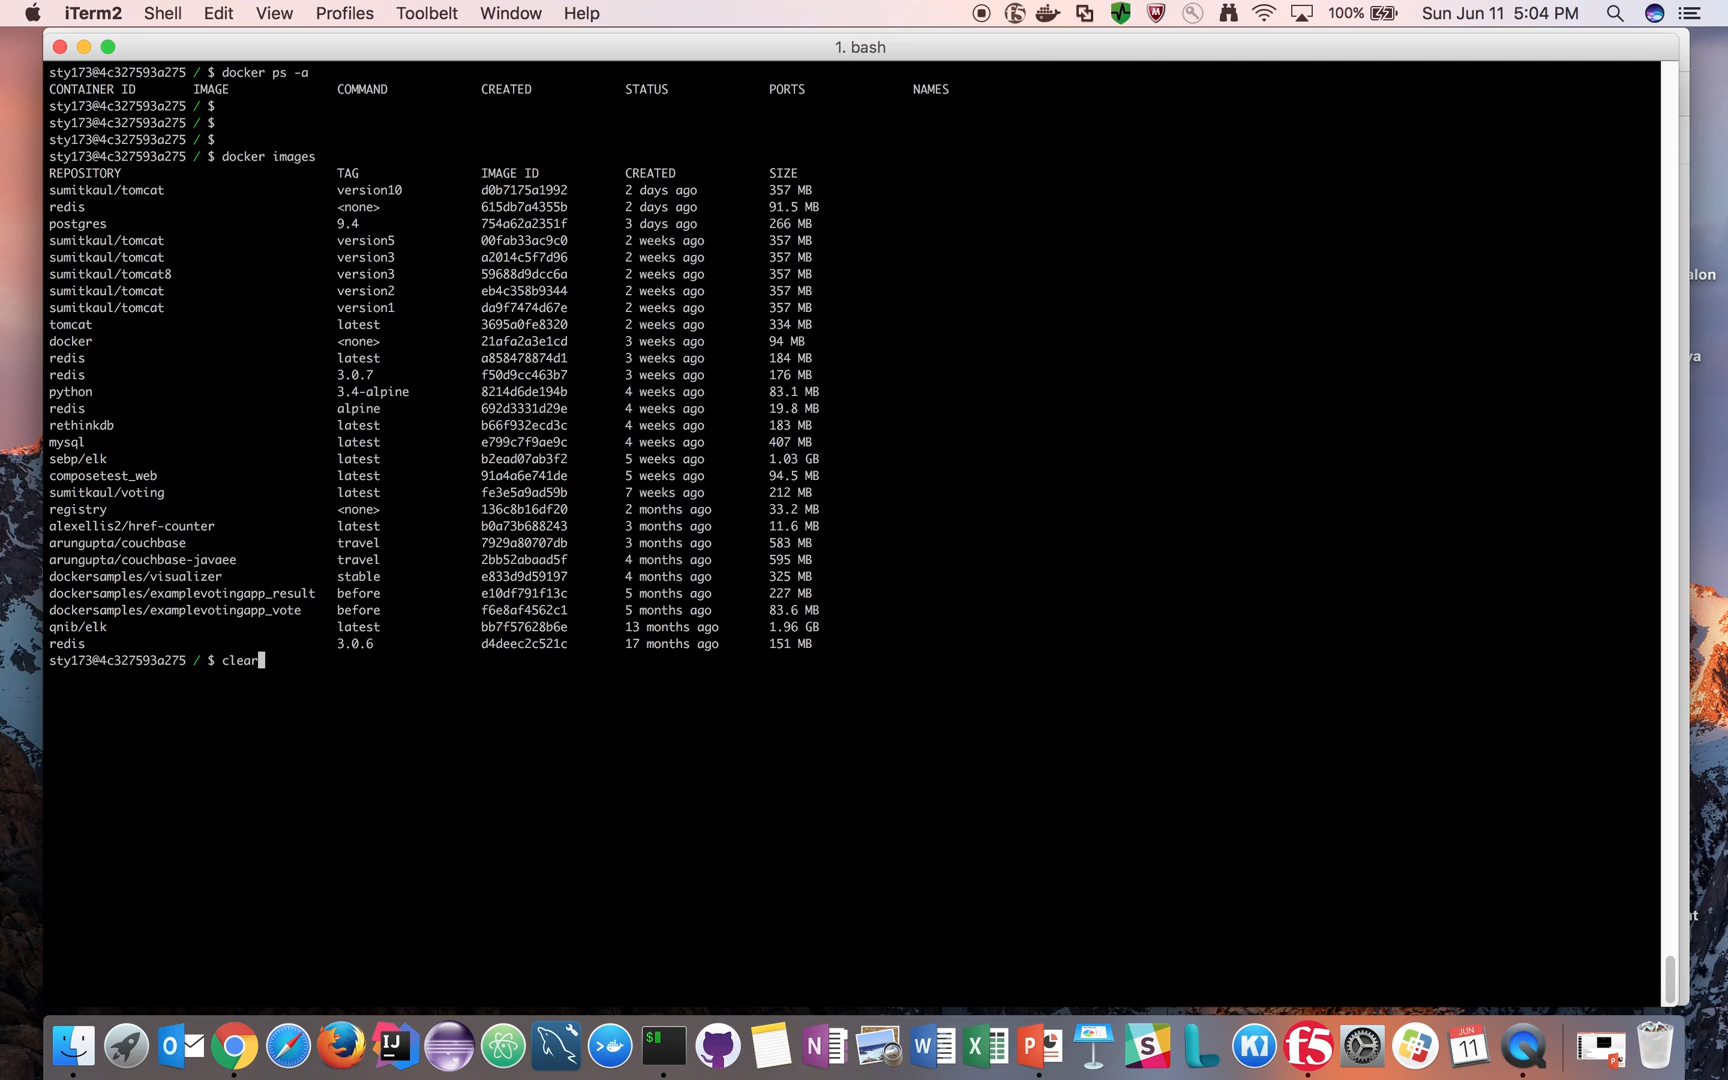 iTerm2 Shell Edit View Profiles Toolbelt Window Help 100% Sun Jun 11 5:04 PM
1. bash
sty173@4c327593a275 / $ docker ps -a
CONTAINER ID IMAGE COMMAND CREATED STATUS PORTS NAMES
sty173@4c327593a275 / $
sty173@4c327593a275 / $
sty173@4c327593a275 / $
sty173@4c327593a275 / $ docker images
REPOSITORY TAG IMAGE ID CREATED SIZE
sumitkaul/tomcat version10 d0b7175a1992 2 days ago 357 MB
redis <none> 615db7a4355b 2 days ago 91.5 MB
postgres 9.4 754a62a2351f 3 days ago 266 MB
sumitkaul/tomcat version5 00fab33ac9c0 2 weeks ago 357 MB
sumitkaul/tomcat version3 a2014c5f7d96 2 weeks ago 357 MB
sumitkaul/tomcat8 version3 59688d9dcc6a 2 weeks ago 357 MB
sumitkaul/tomcat version2 eb4c358b9344 2 weeks ago 357 MB
sumitkaul/tomcat version1 da9f7474d67e 2 weeks ago 357 MB
tomcat latest 3695a0fe8320 2 weeks ago 334 MB
docker <none> 21afa2a3e1cd 3 weeks ago 94 MB
redis latest a858478874d1 3 weeks ago 184 MB
redis 3.0.7 f50d9cc463b7 3 weeks ago 176 MB
python 3.4-alpine 8214d6de194b 4 weeks ago 83.1 MB
redis alpine 692d3331d29e 4 weeks ago 19.8 MB
rethinkdb latest b66f932ecd3c 4 weeks ago 183 MB
mysql latest e799c7f9ae9c 4 weeks ago 407 MB
sebp/elk latest b2ead07ab3f2 5 weeks ago 1.03 GB
composetest_web latest 91a4a6e741de 5 weeks ago 94.5 MB
sumitkaul/voting latest fe3e5a9ad59b 7 weeks ago 212 MB
registry <none> 136c8b16df20 2 months ago 33.2 MB
alexellis2/href-counter latest b0a73b688243 3 months ago 11.6 MB
arungupta/couchbase travel 7929a80707db 3 months ago 583 MB
arungupta/couchbase-javaee travel 2bb52abaad5f 4 months ago 595 MB
dockersamples/visualizer stable e833d9d59197 4 months ago 325 MB
dockersamples/examplevotingapp_result before e10df791f13c 5 months ago 227 MB
dockersamples/examplevotingapp_vote before f6e8af4562c1 5 months ago 83.6 MB
qnib/elk latest bb7f57628b6e 13 months ago 1.96 GB
redis 3.0.6 d4deec2c521c 17 months ago 151 MB
sty173@4c327593a275 / $ clear
alon
va
nt
JUN
11